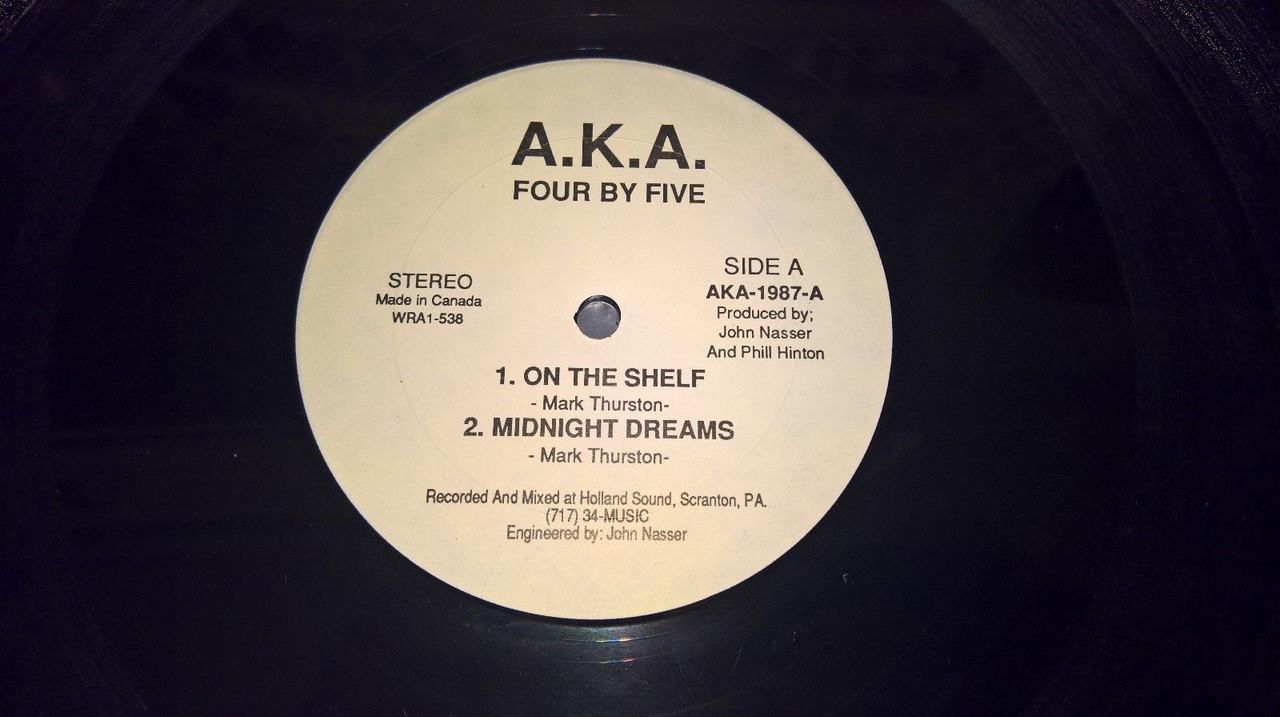 A.K.A.
FOUR BY FIVE
STEREO
Made in Canada
WRA1-538
SIDE A
AKA-1987-A
Produced by;
John Nasser
And Phill Hinton
1. ON THE SHELF
- Mark Thurston-
2. MIDNIGHT DREAMS
- Mark Thurston-
Recorded And Mixed at Holland Sound, Scranton, PA.
(717) 34-MUSIC
Engineered by: John Nasser